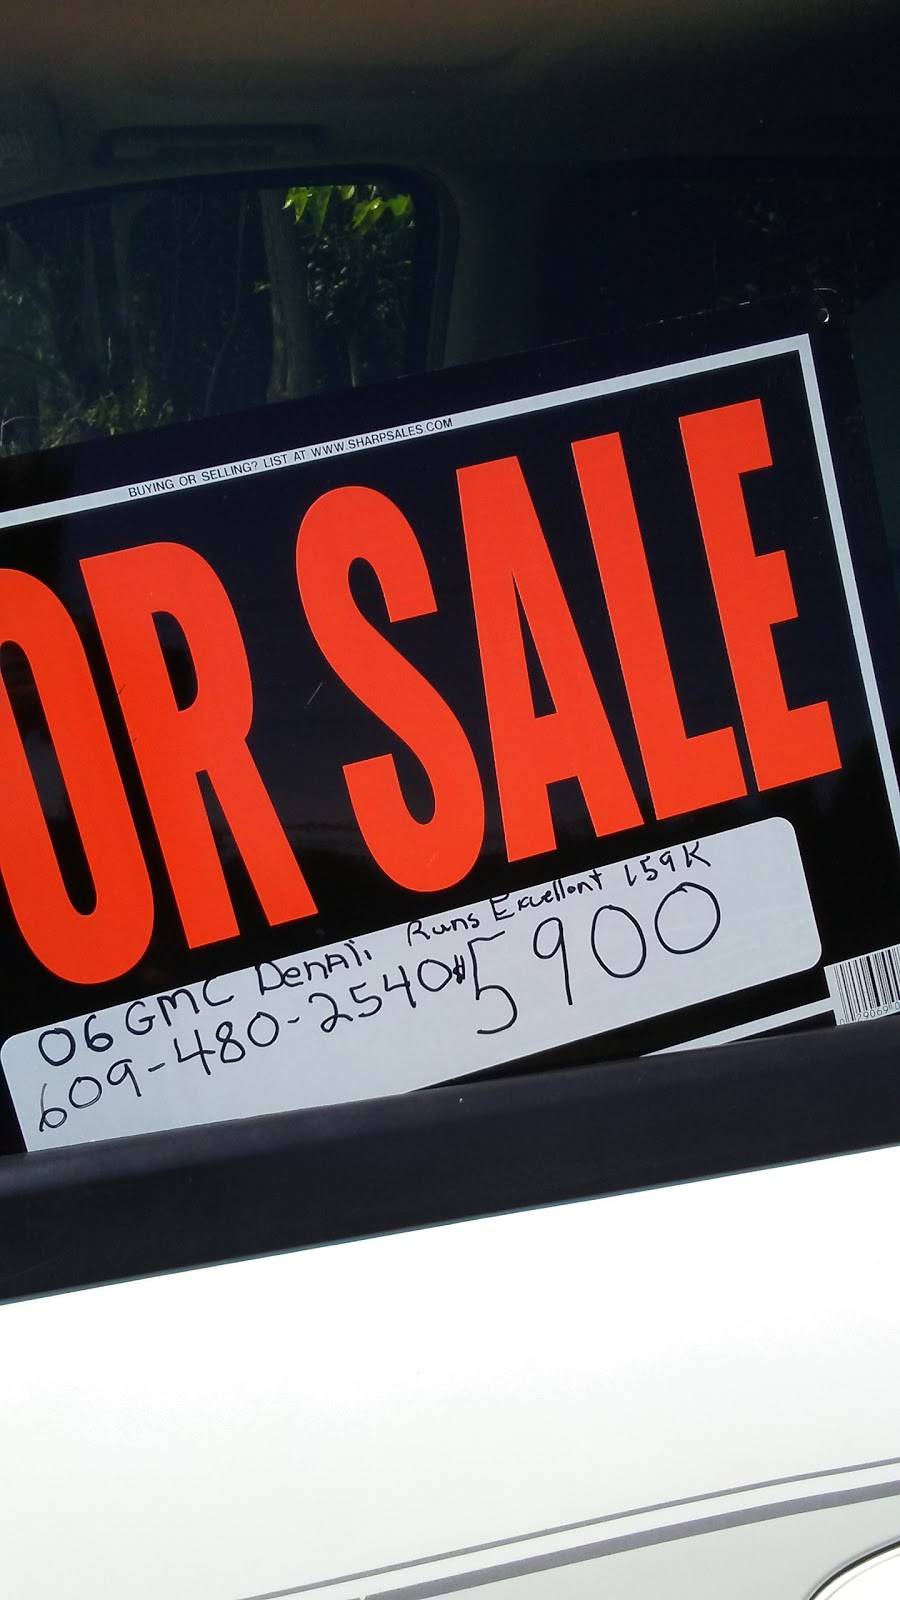 BUYING OR SELLING? LIST AT WWW.SHARPSALES.COM
OR SALE
06 GMC Denali Runs Excellent 159K
609-480-2540 $5900